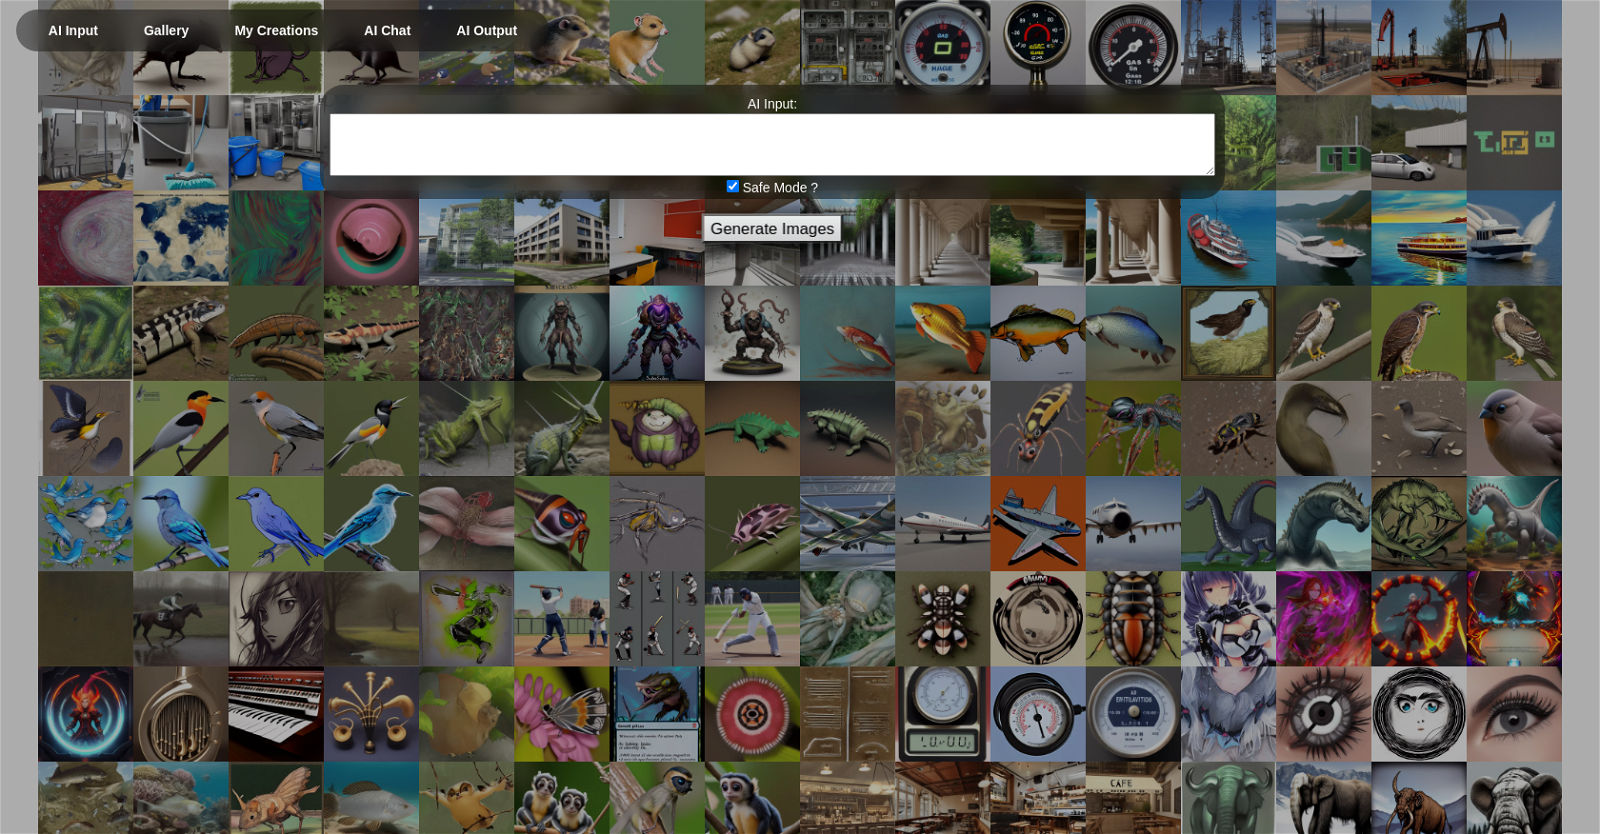 AI Input
Gallery
My Creations
AI Chat
AI Output
AI Input:
Safe Mode ?
Generate Images
CAFE